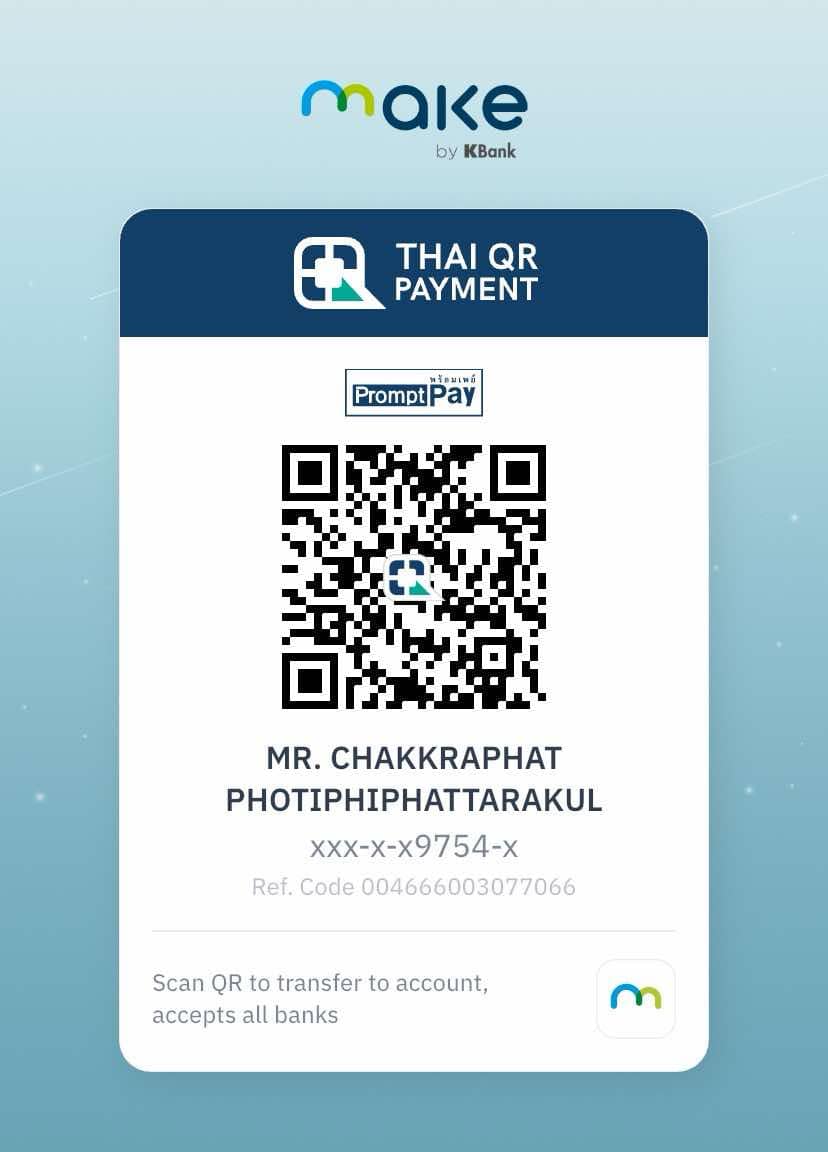 make
by KBank
THAI QR
PAYMENT
พร้อมเพย์
PromptPay
MR. CHAKKRAPHAT
PHOTIPHIPHATTARAKUL
xxx-x-x9754-x
Ref. Code 004666003077066
Scan QR to transfer to account,
accepts all banks